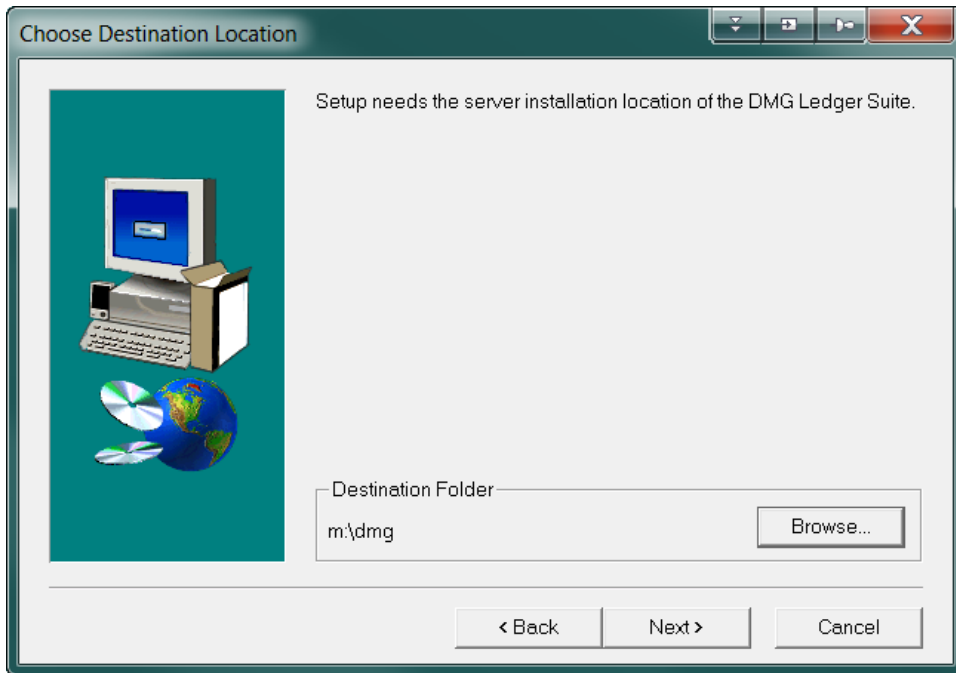 Choose Destination Location
Setup needs the server installation location of the DMG Ledger Suite.
Destination Folder
m:\dmg
Browse...
< Back
Next >
Cancel